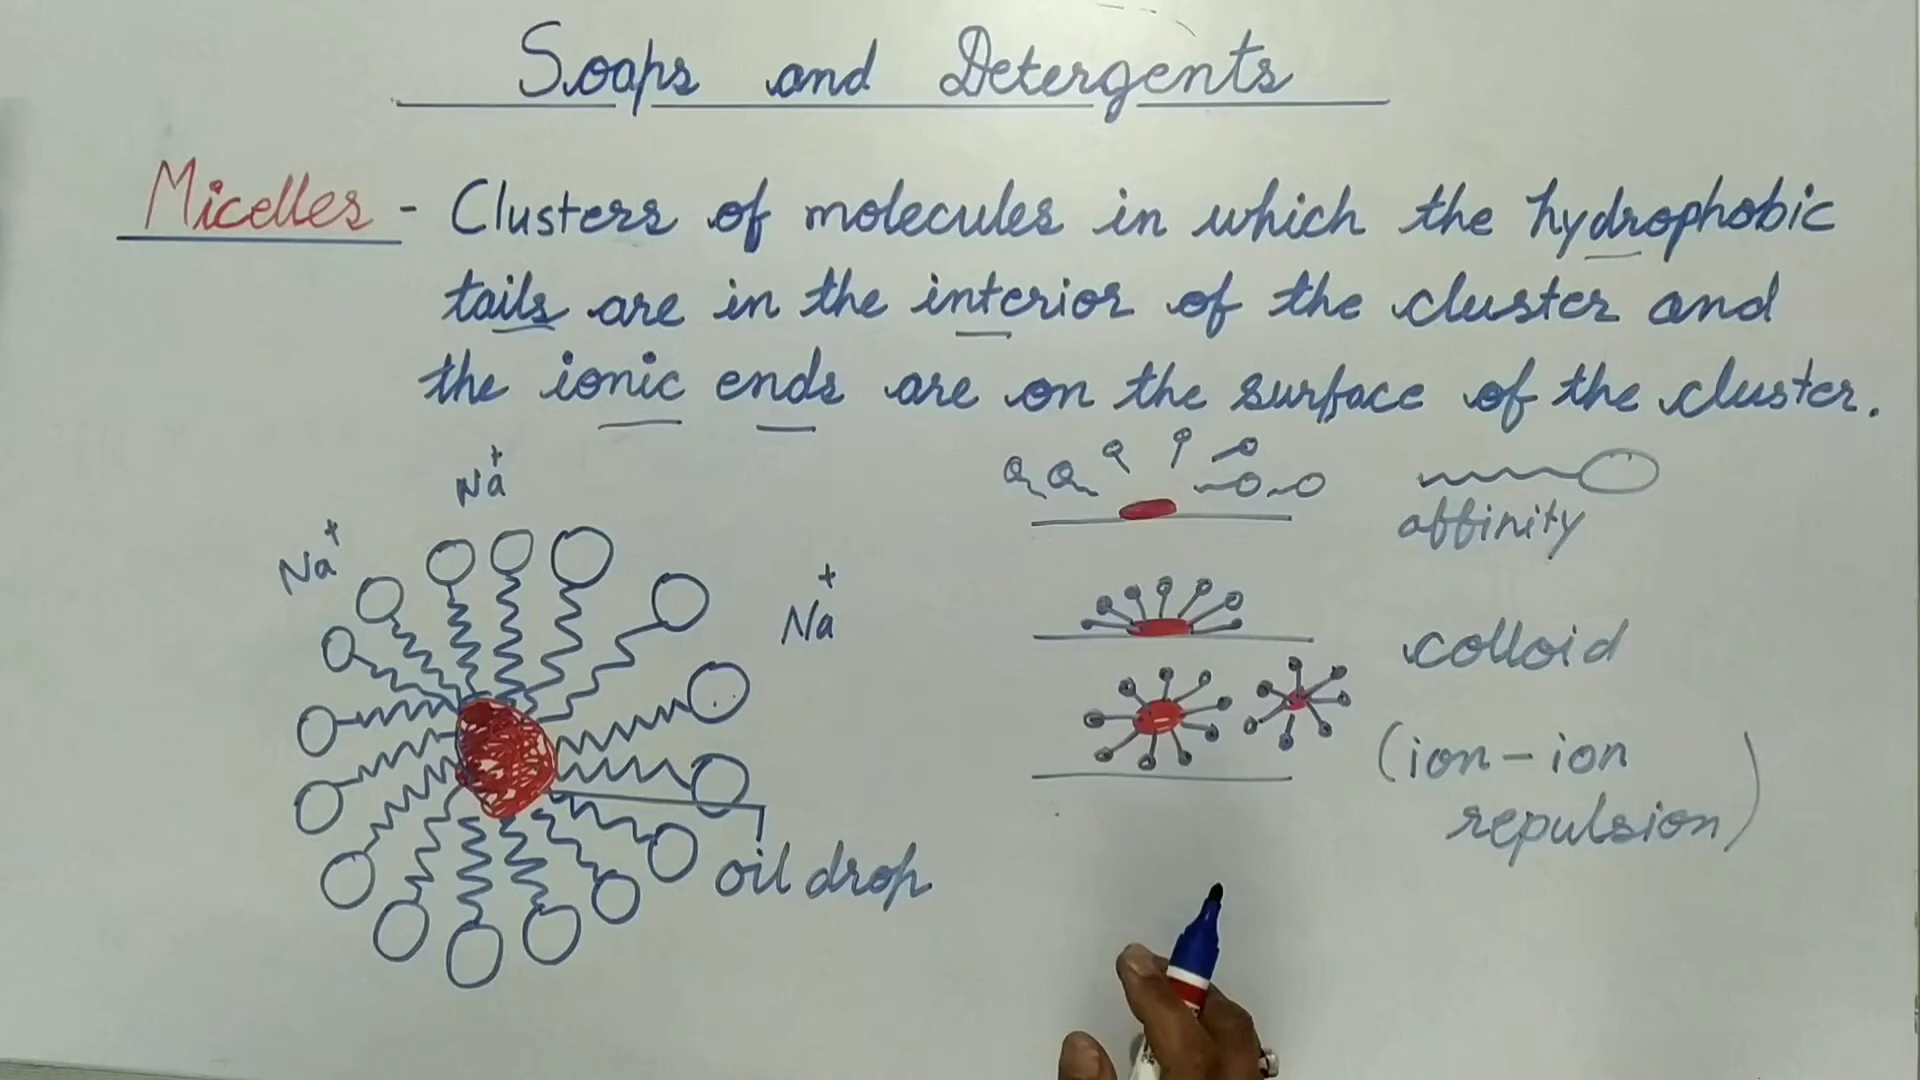 Soaps and Detergents
Micelles - Clusters of molecules in which the hydrophobic
tails are in the interior of the cluster and
the ionic ends are on the surface of the cluster.
Na+
Na+
Na+
oil drop
affinity
colloid
(ion-ion
repulsion)